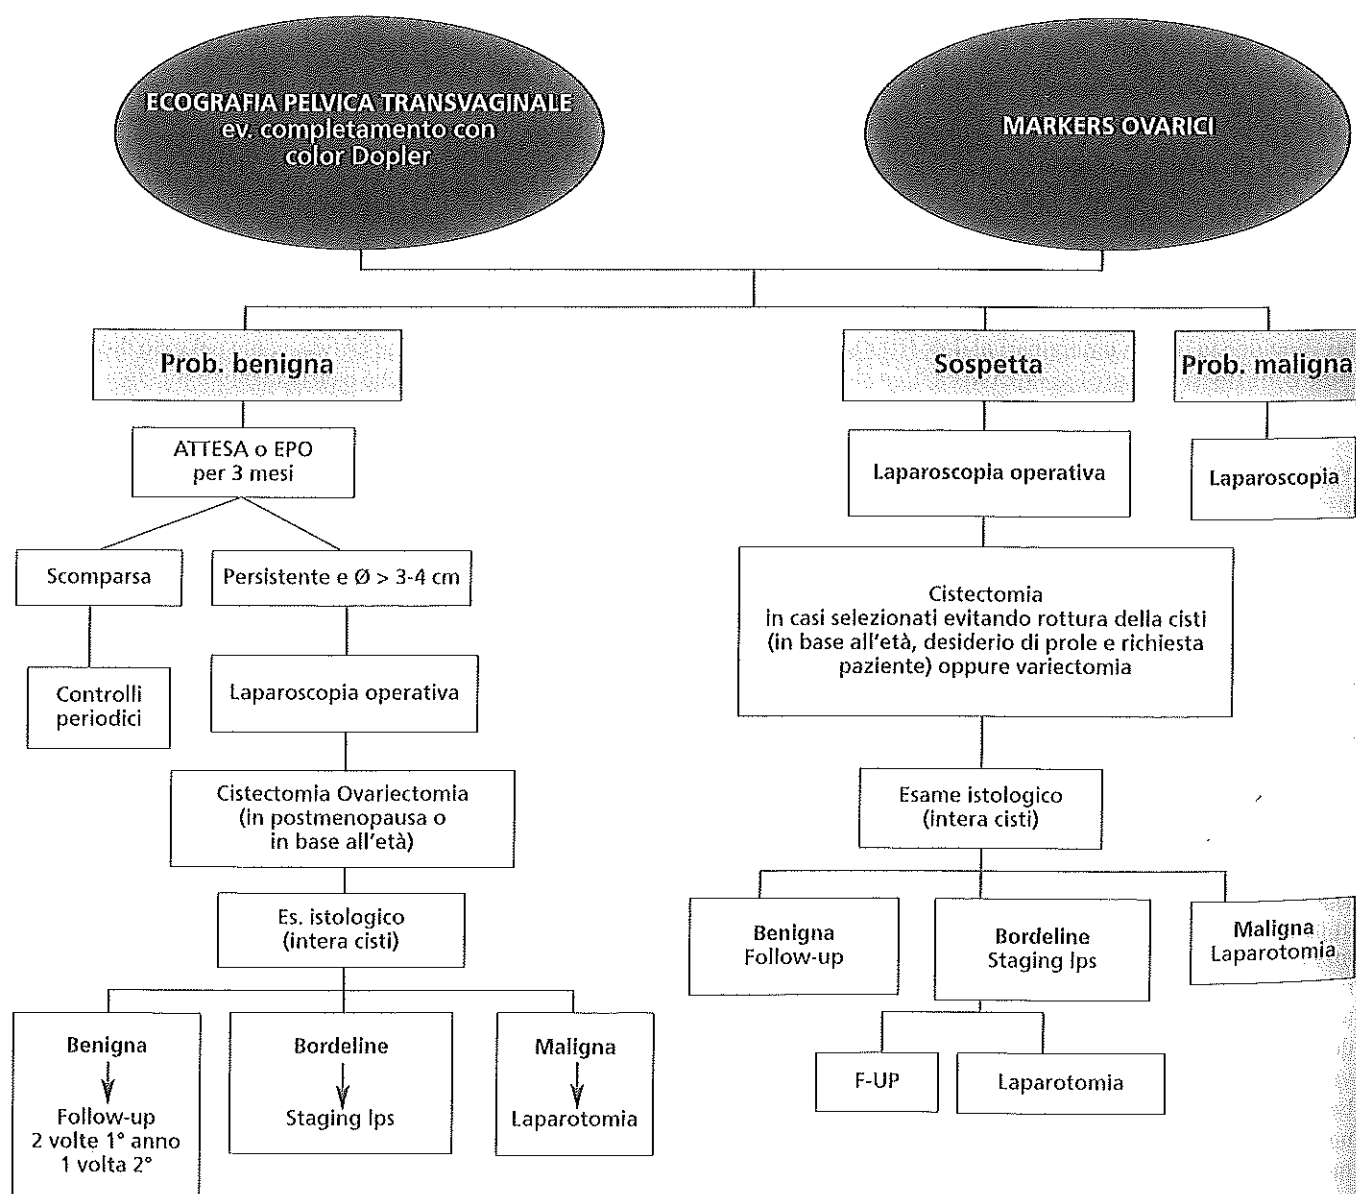 ECOGRAFIA PELVICA TRANSVAGINALE
ev. completamento con
color Dopler
MARKERS OVARICI
Prob. benigna
Sospetta
Prob. maligna
ATTESA o EPO
per 3 mesi
Laparoscopia operativa
Laparoscopia
Scomparsa
Persistente e Ø > 3-4 cm
Cistectomia
in casi selezionati evitando rottura della cisti
(in base all'età, desiderio di prole e richiesta
paziente) oppure variectomia
Controlli
periodici
Laparoscopia operativa
Cistectomia Ovariectomia
(in postmenopausa o
in base all'età)
Esame istologico
(intera cisti)
Es. istologico
(intera cisti)
Benigna
Follow-up
Bordeline
Staging lps
Maligna
Laparotomia
Benigna
Follow-up
2 volte 1° anno
1 volta 2°
Bordeline
Staging lps
Maligna
Laparotomia
F-UP
Laparotomia